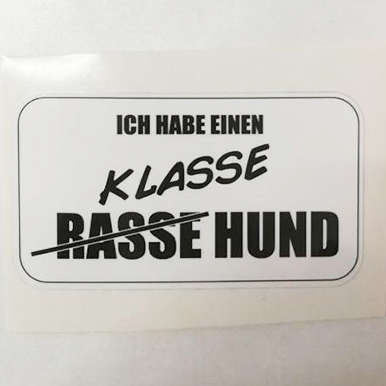 ICH HABE EINEN
KLASSE
RASSE HUND